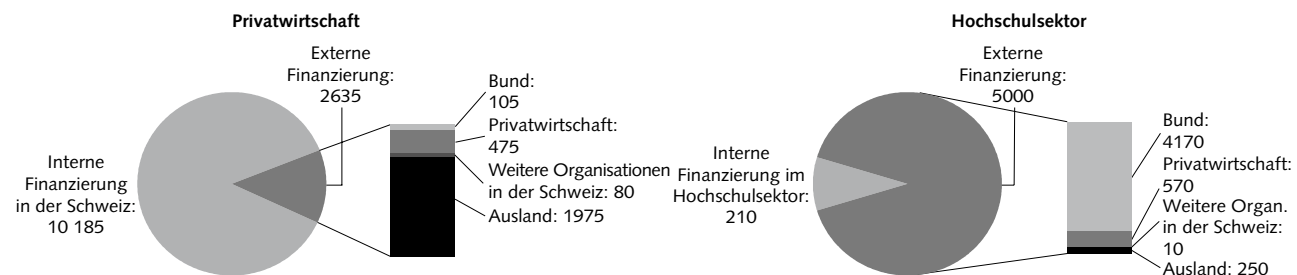 Privatwirtschaft
Externe
Finanzierung:
2635
Interne
Finanzierung
in der Schweiz:
10 185
Bund:
105
Privatwirtschaft:
475
Weitere Organisationen
in der Schweiz: 80
Ausland: 1975
Hochschulsektor
Externe
Finanzierung:
5000
Interne
Finanzierung im
Hochschulsektor:
210
Bund:
4170
Privatwirtschaft:
570
Weitere Organ.
in der Schweiz:
10
Ausland: 250